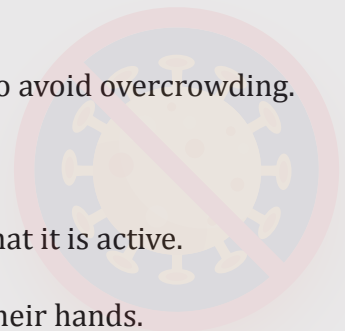 o avoid overcrowding.
hat it is active.
heir hands.